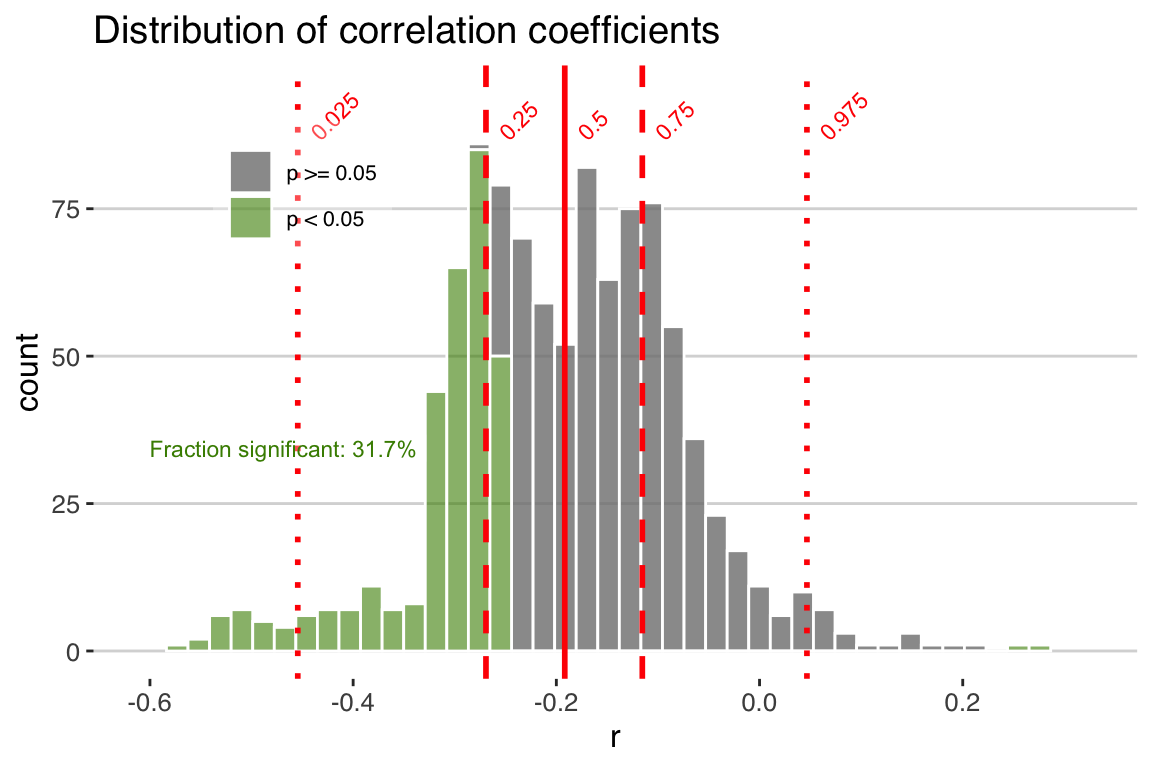 Distribution of correlation coefficients
0.025
0.25
0.5
0.75
0.975
p >= 0.05
p < 0.05
Fraction significant: 31.7%
75
50
25
0
count
-0.6
-0.4
-0.2
0.0
0.2
r